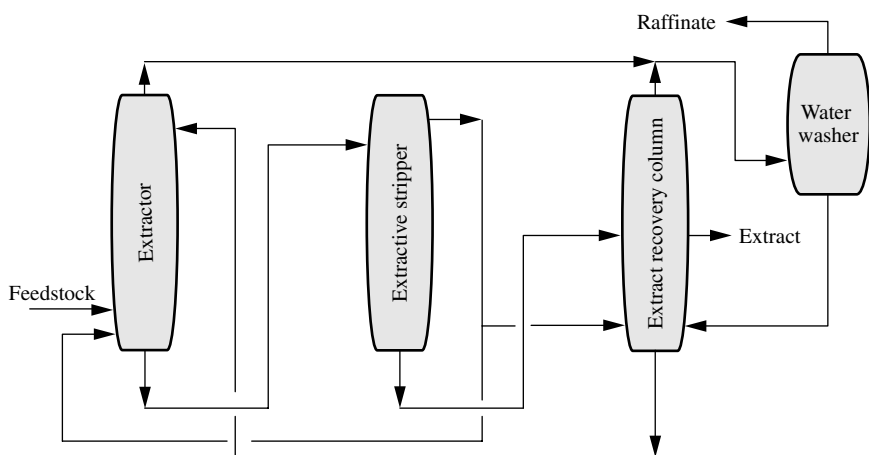 Raffinate
Water
washer
Extractor
Extractive stripper
Extract recovery column
Extract
Feedstock